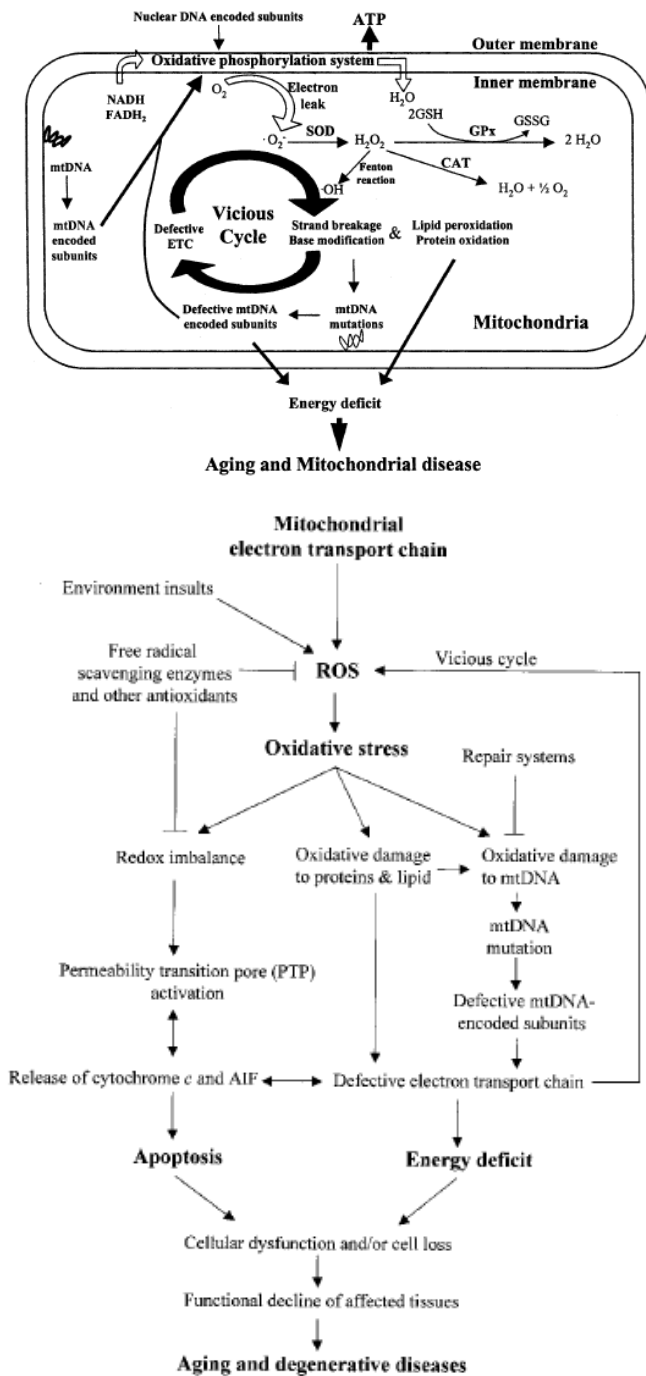 Nuclear DNA encoded subunits
ATP
Outer membrane
Oxidative phosphorylation system
Inner membrane
NADH
FADH₂
O₂
Electron
leak
H₂O
2GSH
GSSG
·O₂⁻
SOD
H₂O₂
GPx
2 H₂O
mtDNA
Fenton
reaction
CAT
·OH
H₂O + ½ O₂
mtDNA
encoded
subunits
Defective
ETC
Vicious
Cycle
Strand breakage
Base modification
&
Lipid peroxidation
Protein oxidation
Defective mtDNA
encoded subunits
mtDNA
mutations
Mitochondria
Energy deficit
Aging and Mitochondrial disease
Mitochondrial
electron transport chain
Environment insults
Free radical
scavenging enzymes
and other antioxidants
ROS
Vicious cycle
Oxidative stress
Repair systems
Redox imbalance
Oxidative damage
to proteins & lipid
Oxidative damage
to mtDNA
mtDNA
mutation
Permeability transition pore (PTP)
activation
Defective mtDNA-
encoded subunits
Release of cytochrome c and AIF
Defective electron transport chain
Apoptosis
Energy deficit
Cellular dysfunction and/or cell loss
Functional decline of affected tissues
Aging and degenerative diseases